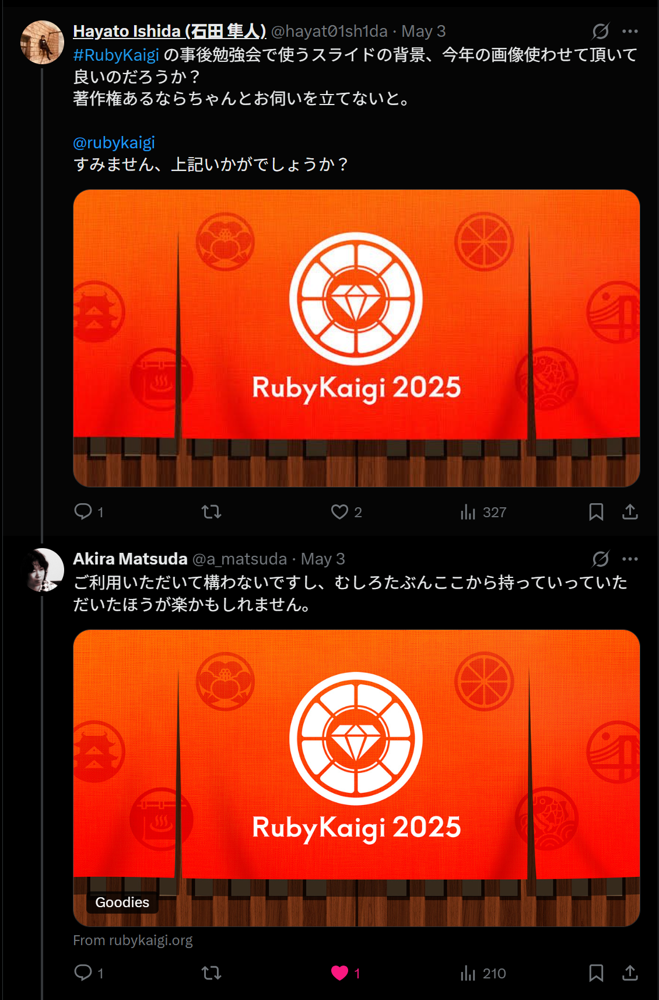 Hayato Ishida (石田 隼人) @hayat01sh1da · May 3
#RubyKaigi の事後勉強会で使うスライドの背景、今年の画像使わせて頂いて
良いのだろうか？
著作権あるならちゃんとお伺いを立てないと。
@rubykaigi
すみません、上記いかがでしょうか？
RubyKaigi 2025
1
2
327
Akira Matsuda @a_matsuda · May 3
ご利用いただいて構わないですし、むしろたぶんここから持っていっていた
だいたほうが楽かもしれません。
RubyKaigi 2025
Goodies
From rubykaigi.org
1
1
210